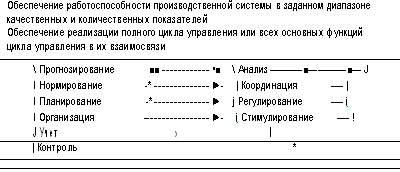 Обеспечение работоспособности производственной системы в заданном диапазоне
качественных и количественных показателей
Обеспечение реализации полного цикла управления или всех основных функций
цикла управления в их взаимосвязи
\ Прогнозирование \ Анализ J
I Нормирование -* - | Координация — |
I Планирование -* j Регулирование — j
I Организация - j Стимулирование — !
J Учет |
| Контроль *